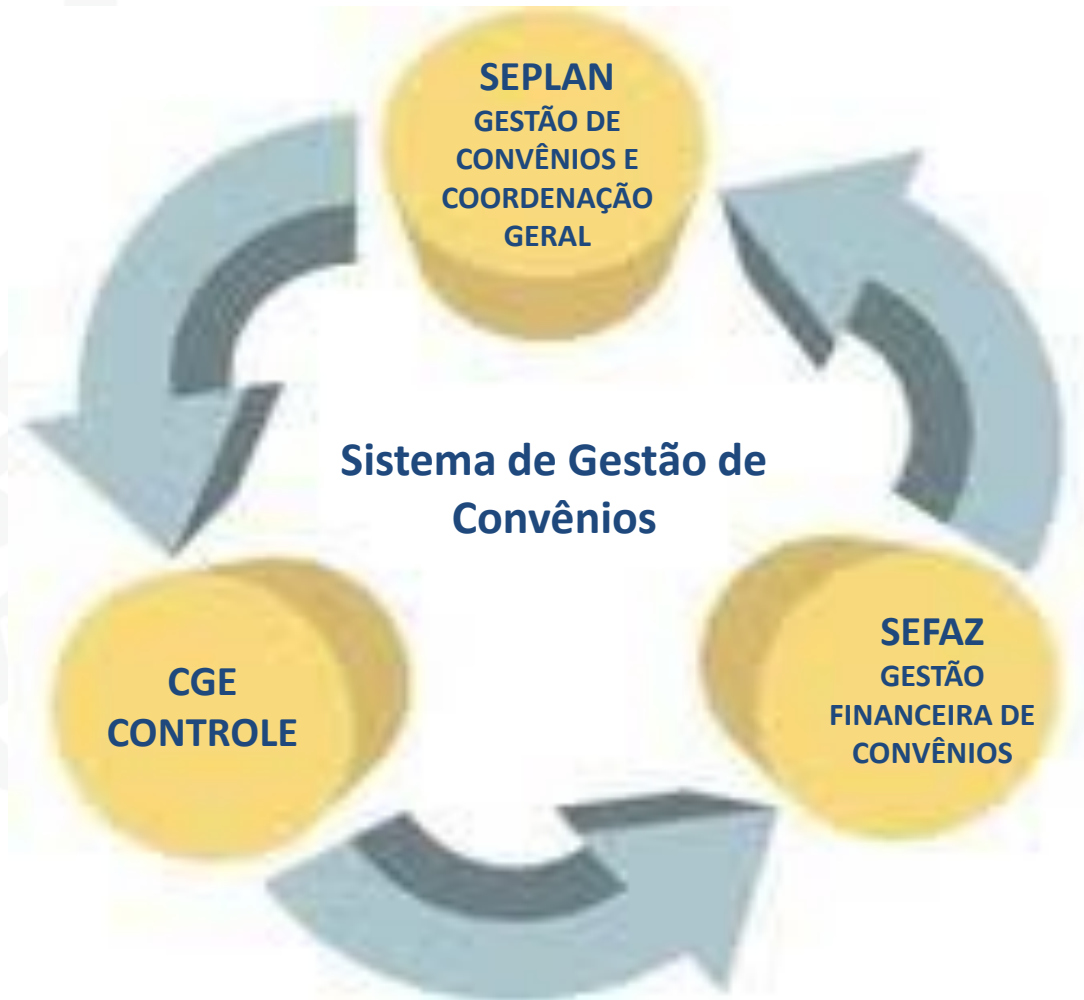 SEPLAN
GESTÃO DE
CONVÊNIOS E
COORDENAÇÃO
GERAL
Sistema de Gestão de
Convênios
CGE
CONTROLE
SEFAZ
GESTÃO
FINANCEIRA DE
CONVÊNIOS